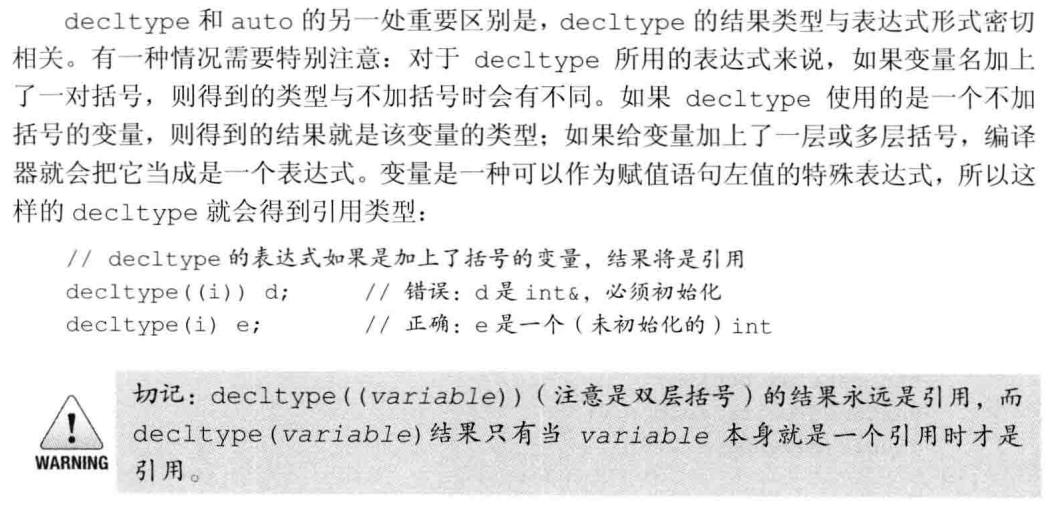 decltype 和 auto 的另一处重要区别是，decltype 的结果类型与表达式形式密切
相关。有一种情况需要特别注意：对于 decltype 所用的表达式来说，如果变量名加上
了一对括号，则得到的类型与不加括号时会有不同。如果 decltype 使用的是一个不加
括号的变量，则得到的结果就是该变量的类型；如果给变量加上了一层或多层括号，编译
器就会把它当成是一个表达式。变量是一种可以作为赋值语句左值的特殊表达式，所以这
样的 decltype 就会得到引用类型：
// decltype 的表达式如果是加上了括号的变量，结果将是引用
decltype((i)) d; // 错误：d 是 int&，必须初始化
decltype(i) e; // 正确：e 是一个（未初始化的）int
切记：decltype((variable))（注意是双层括号）的结果永远是引用，而
decltype(variable)结果只有当 variable 本身就是一个引用时才是
引用。
WARNING